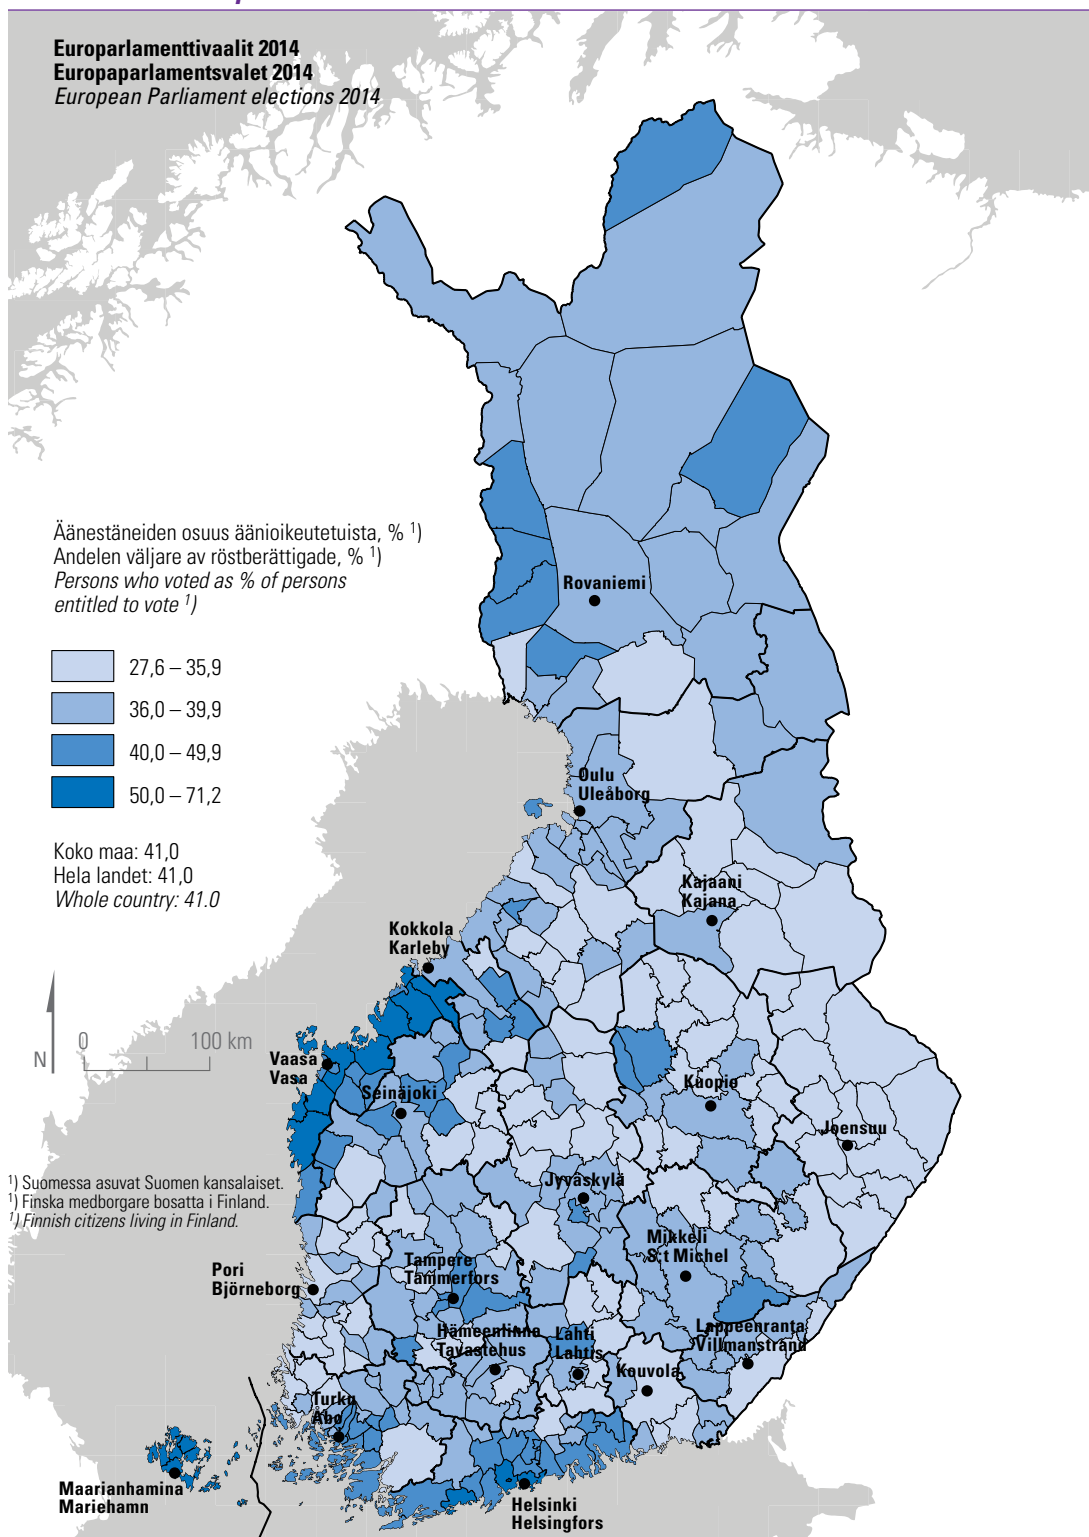 Europarlamenttivaalit 2014
Europaparlamentsvalet 2014
European Parliament elections 2014
Äänestäneiden osuus äänioikeutetuista, % ¹)
Andelen väljare av röstberättigade, % ¹)
Persons who voted as % of persons
entitled to vote ¹)
27,6 – 35,9
36,0 – 39,9
40,0 – 49,9
50,0 – 71,2
Koko maa: 41,0
Hela landet: 41,0
Whole country: 41.0
Rovaniemi
Oulu
Uleåborg
Kajaani
Kajana
Kokkola
Karleby
0
100 km
N
Vaasa
Vasa
Seinäjoki
Kuopio
Joensuu
¹) Suomessa asuvat Suomen kansalaiset.
¹) Finska medborgare bosatta i Finland.
¹) Finnish citizens living in Finland.
Jyväskylä
Mikkeli
S:t Michel
Tampere
Tammerfors
Pori
Björneborg
Hämeenlinna
Tavastehus
Lahti
Lahtis
Lappeenranta
Villmanstrand
Kouvola
Turku
Åbo
Maarianhamina
Mariehamn
Helsinki
Helsingfors